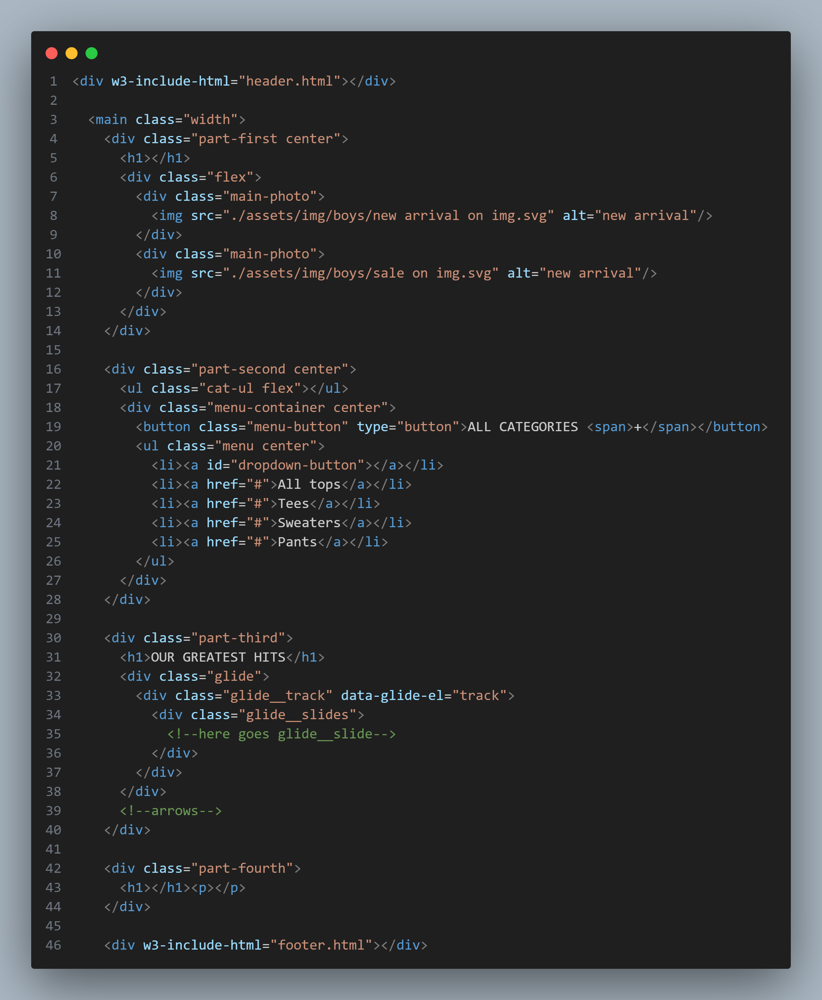 1 <div w3-include-html="header.html"></div>
2
3   <main class="width">
4     <div class="part-first center">
5       <h1></h1>
6       <div class="flex">
7         <div class="main-photo">
8           <img src="./assets/img/boys/new arrival on img.svg" alt="new arrival"/>
9         </div>
10         <div class="main-photo">
11           <img src="./assets/img/boys/sale on img.svg" alt="new arrival"/>
12         </div>
13       </div>
14     </div>
15
16     <div class="part-second center">
17       <ul class="cat-ul flex"></ul>
18       <div class="menu-container center">
19         <button class="menu-button" type="button">ALL CATEGORIES <span>+</span></button>
20         <ul class="menu center">
21           <li><a id="dropdown-button"></a></li>
22           <li><a href="#">All tops</a></li>
23           <li><a href="#">Tees</a></li>
24           <li><a href="#">Sweaters</a></li>
25           <li><a href="#">Pants</a></li>
26         </ul>
27       </div>
28     </div>
29
30     <div class="part-third">
31       <h1>OUR GREATEST HITS</h1>
32       <div class="glide">
33         <div class="glide__track" data-glide-el="track">
34           <div class="glide__slides">
35             <!--here goes glide__slide-->
36           </div>
37         </div>
38       </div>
39       <!--arrows-->
40     </div>
41
42     <div class="part-fourth">
43       <h1></h1><p></p>
44     </div>
45
46     <div w3-include-html="footer.html"></div>